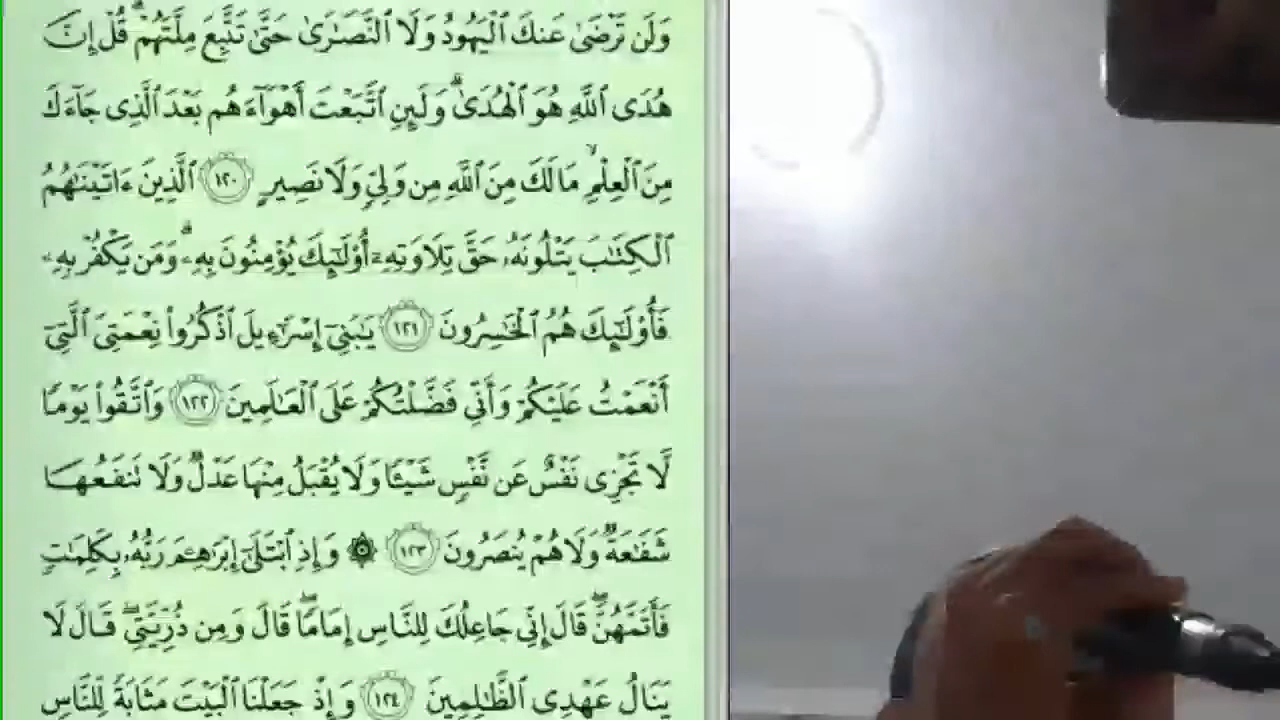 وَلَن تَرْضَىٰ عَنكَ ٱلْيَهُودُ وَلَا ٱلنَّصَـٰرَىٰ حَتَّىٰ تَتَّبِعَ مِلَّتَهُمْ ۗ قُلْ إِنَّ
هُدَى ٱللَّهِ هُوَ ٱلْهُدَىٰ ۗ وَلَئِنِ ٱتَّبَعْتَ أَهْوَآءَهُم بَعْدَ ٱلَّذِى جَآءَكَ
مِنَ ٱلْعِلْمِ ۙ مَا لَكَ مِنَ ٱللَّهِ مِن وَلِىٍّ وَلَا نَصِيرٍ ١٢٠ ٱلَّذِينَ ءَاتَيْنَـٰهُمُ
ٱلْكِتَـٰبَ يَتْلُونَهُۥ حَقَّ تِلَاوَتِهِۦٓ أُو۟لَـٰٓئِكَ يُؤْمِنُونَ بِهِۦ ۗ وَمَن يَكْفُرْ بِهِۦ
فَأُو۟لَـٰٓئِكَ هُمُ ٱلْخَـٰسِرُونَ ١٢١ يَـٰبَنِىٓ إِسْرَٰٓءِيلَ ٱذْكُرُوا۟ نِعْمَتِىَ ٱلَّتِىٓ
أَنْعَمْتُ عَلَيْكُمْ وَأَنِّى فَضَّلْتُكُمْ عَلَى ٱلْعَـٰلَمِينَ ١٢٢ وَٱتَّقُوا۟ يَوْمًا
لَّا تَجْزِى نَفْسٌ عَن نَّفْسٍ شَيْـًٔا وَلَا يُقْبَلُ مِنْهَا عَدْلٌ وَلَا تَنفَعُهَا
شَفَـٰعَةٌ وَلَا هُمْ يُنصَرُونَ ١٢٣ ۞ وَإِذِ ٱبْتَلَىٰٓ إِبْرَٰهِـۧمَ رَبُّهُۥ بِكَلِمَـٰتٍ
فَأَتَمَّهُنَّ ۖ قَالَ إِنِّى جَاعِلُكَ لِلنَّاسِ إِمَامًا ۖ قَالَ وَمِن ذُرِّيَّتِى ۖ قَالَ لَا
يَنَالُ عَهْدِى ٱلظَّـٰلِمِينَ ١٢٤ وَإِذْ جَعَلْنَا ٱلْبَيْتَ مَثَابَةً لِّلنَّاسِ